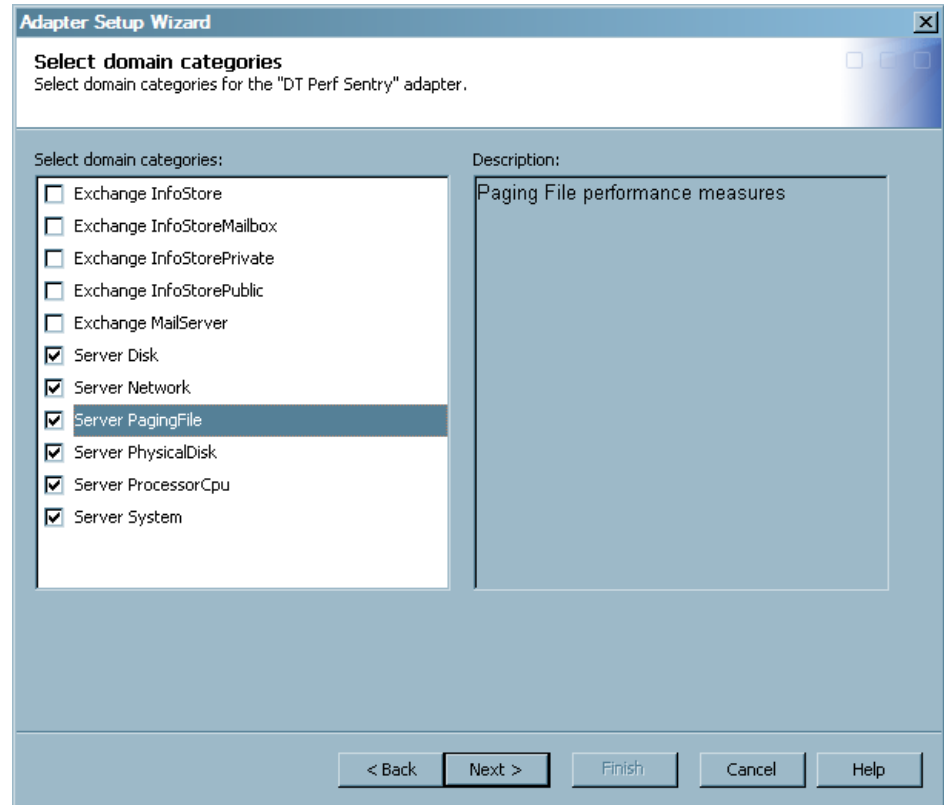 Adapter Setup Wizard
Select domain categories
Select domain categories for the "DT Perf Sentry" adapter.
Select domain categories:
Description:
Exchange InfoStore
Paging File performance measures
Exchange InfoStoreMailbox
Exchange InfoStorePrivate
Exchange InfoStorePublic
Exchange MailServer
Server Disk
Server Network
Server PagingFile
Server PhysicalDisk
Server ProcessorCpu
Server System
< Back
Next >
Finish
Cancel
Help